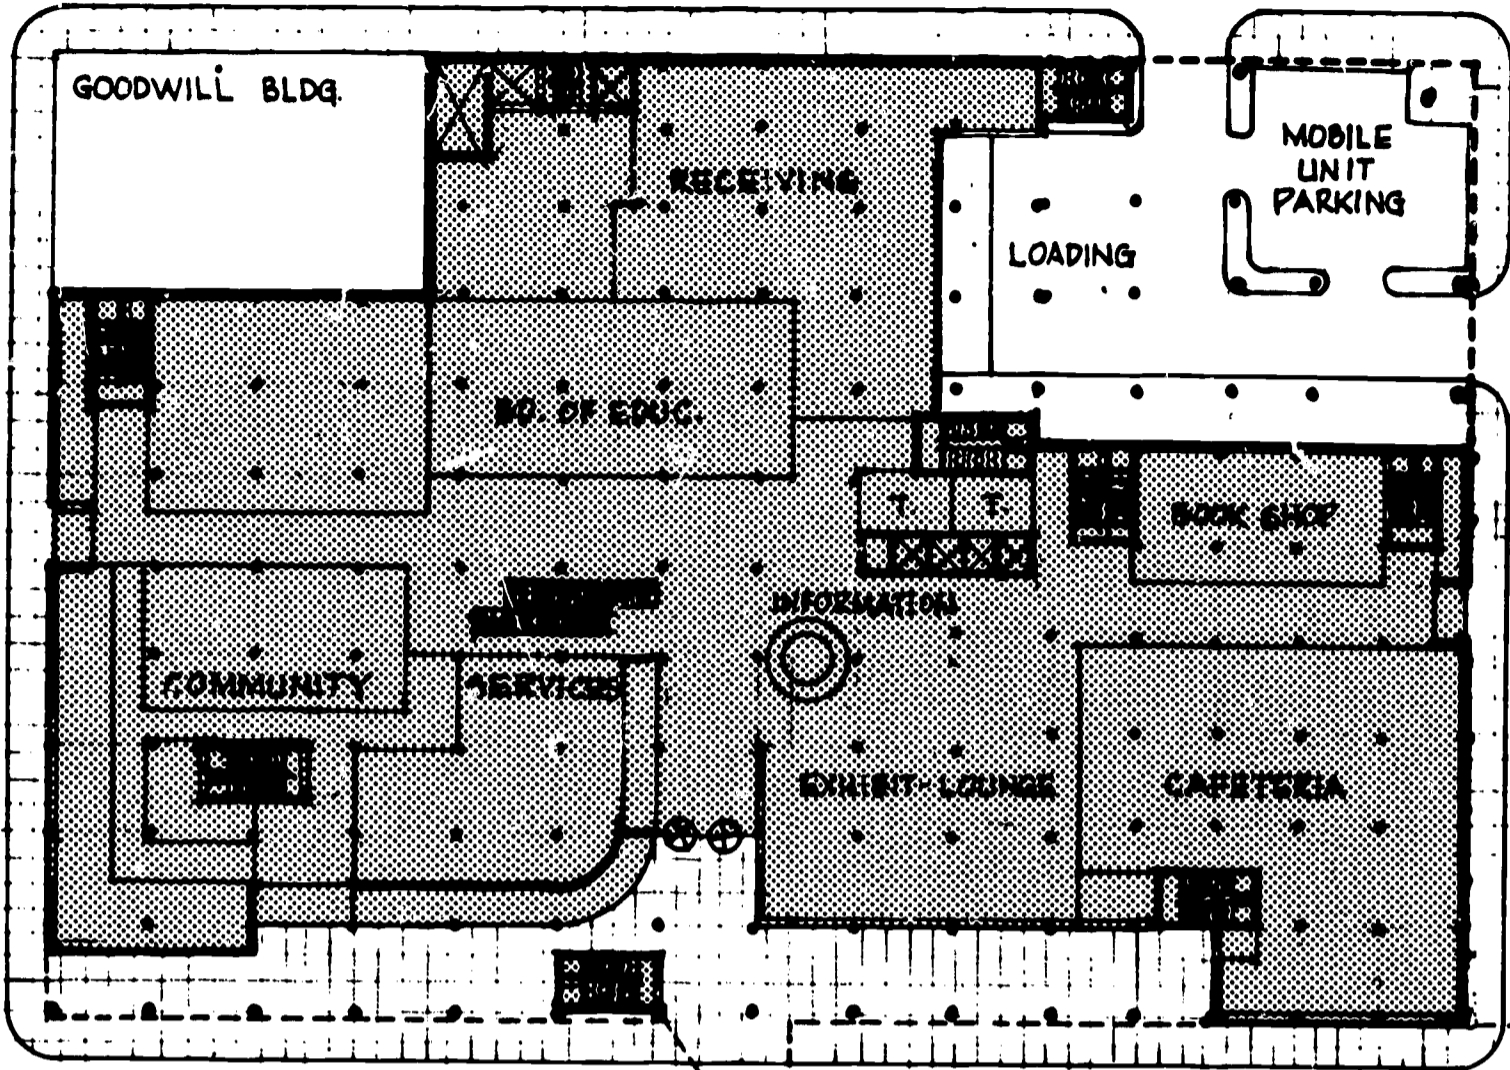 GOODWILL BLDG.
MOBILE
UNIT
PARKING
RECEIVING
LOADING
BD. OF EDUC.
T. T.
BOOK SHOP
INFORMATION
COMMUNITY SERVICES
EXHIBIT-LOUNGE
CAFETERIA